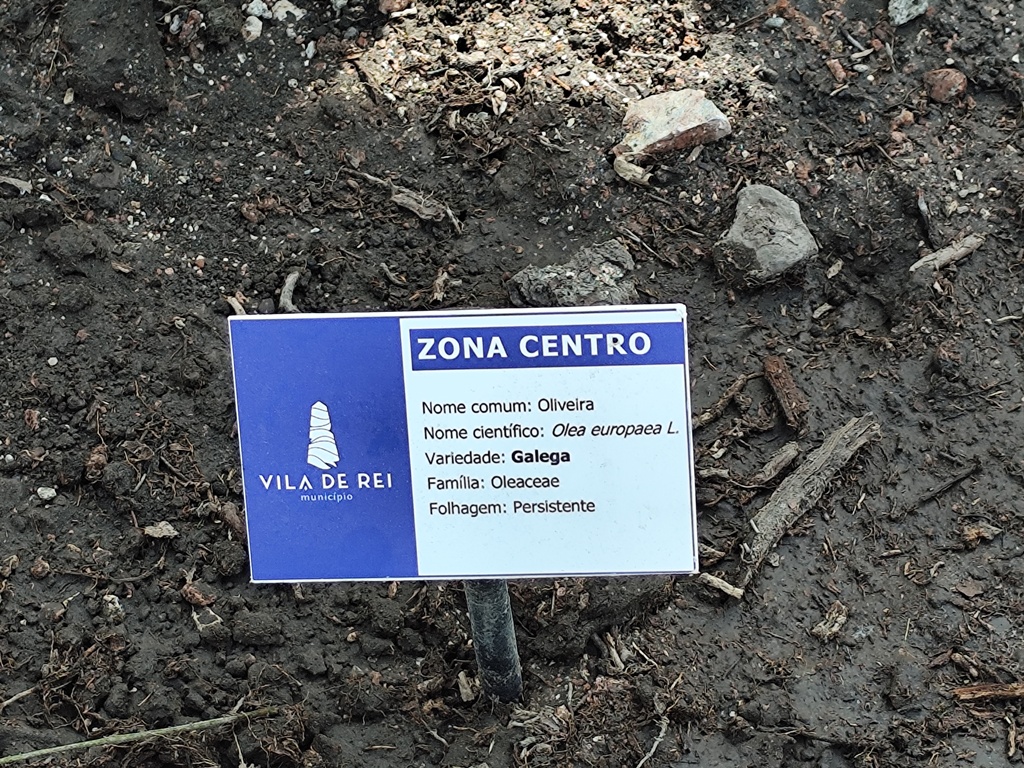 ZONA CENTRO
Nome comum: Oliveira
Nome científico: Olea europaea L.
Variedade: Galega
Família: Oleaceae
Folhagem: Persistente
VILA DE REI
município